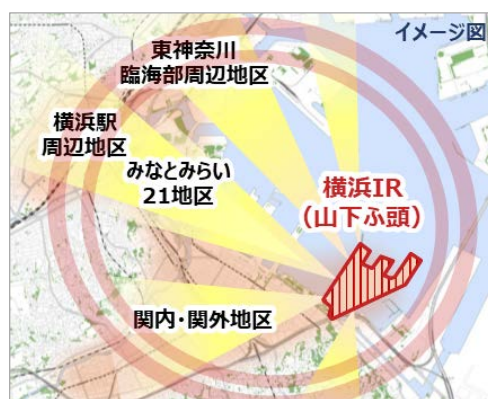 イメージ図
東神奈川
臨海部周辺地区
横浜駅
周辺地区
みなとみらい
21地区
横浜IR
(山下ふ頭)
関内・関外地区